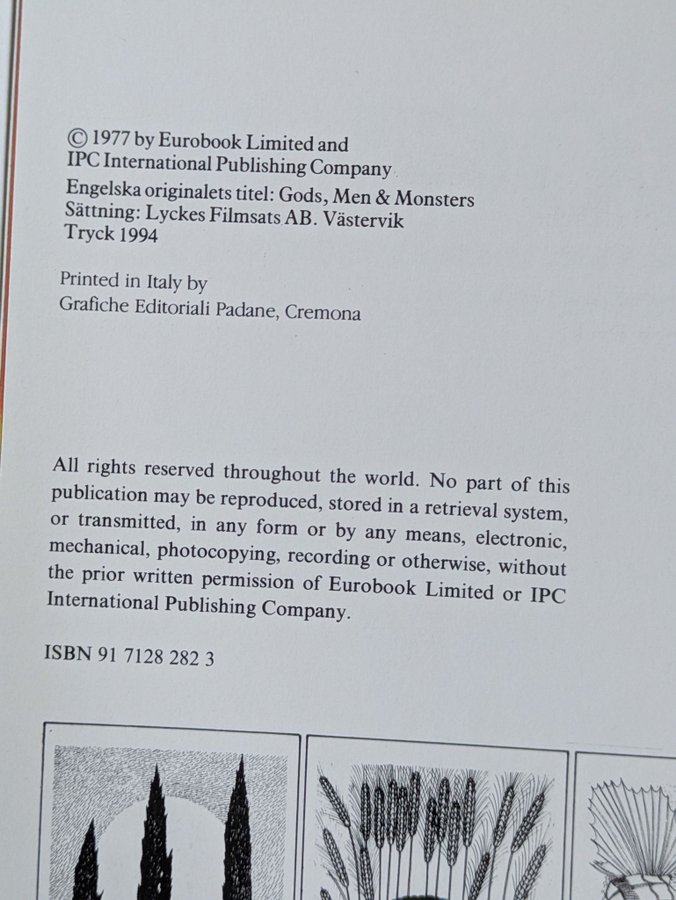 © 1977 by Eurobook Limited and
IPC International Publishing Company
Engelska originalets titel: Gods, Men & Monsters
Sättning: Lyckes Filmsats AB. Västervik
Tryck 1994
Printed in Italy by
Grafiche Editoriali Padane, Cremona
All rights reserved throughout the world. No part of this
publication may be reproduced, stored in a retrieval system,
or transmitted, in any form or by any means, electronic,
mechanical, photocopying, recording or otherwise, without
the prior written permission of Eurobook Limited or IPC
International Publishing Company.
ISBN 91 7128 282 3